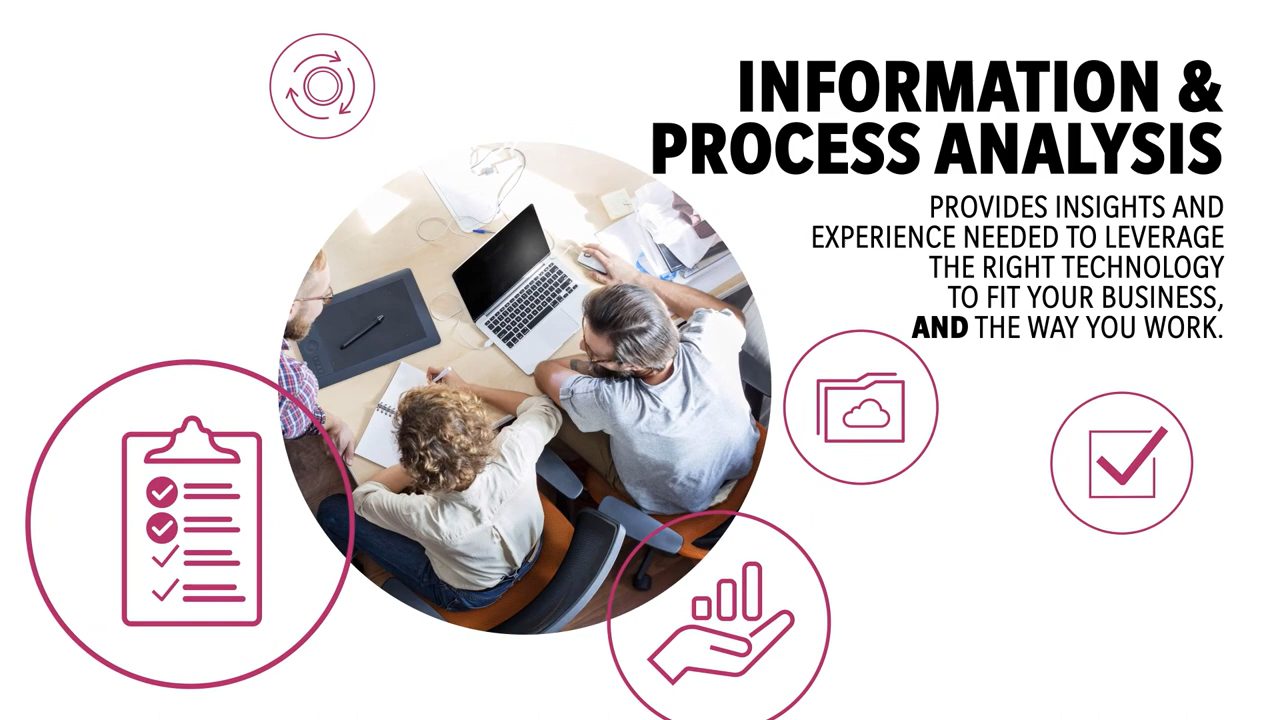 INFORMATION &
PROCESS ANALYSIS
PROVIDES INSIGHTS AND
EXPERIENCE NEEDED TO LEVERAGE
THE RIGHT TECHNOLOGY
TO FIT YOUR BUSINESS,
AND THE WAY YOU WORK.